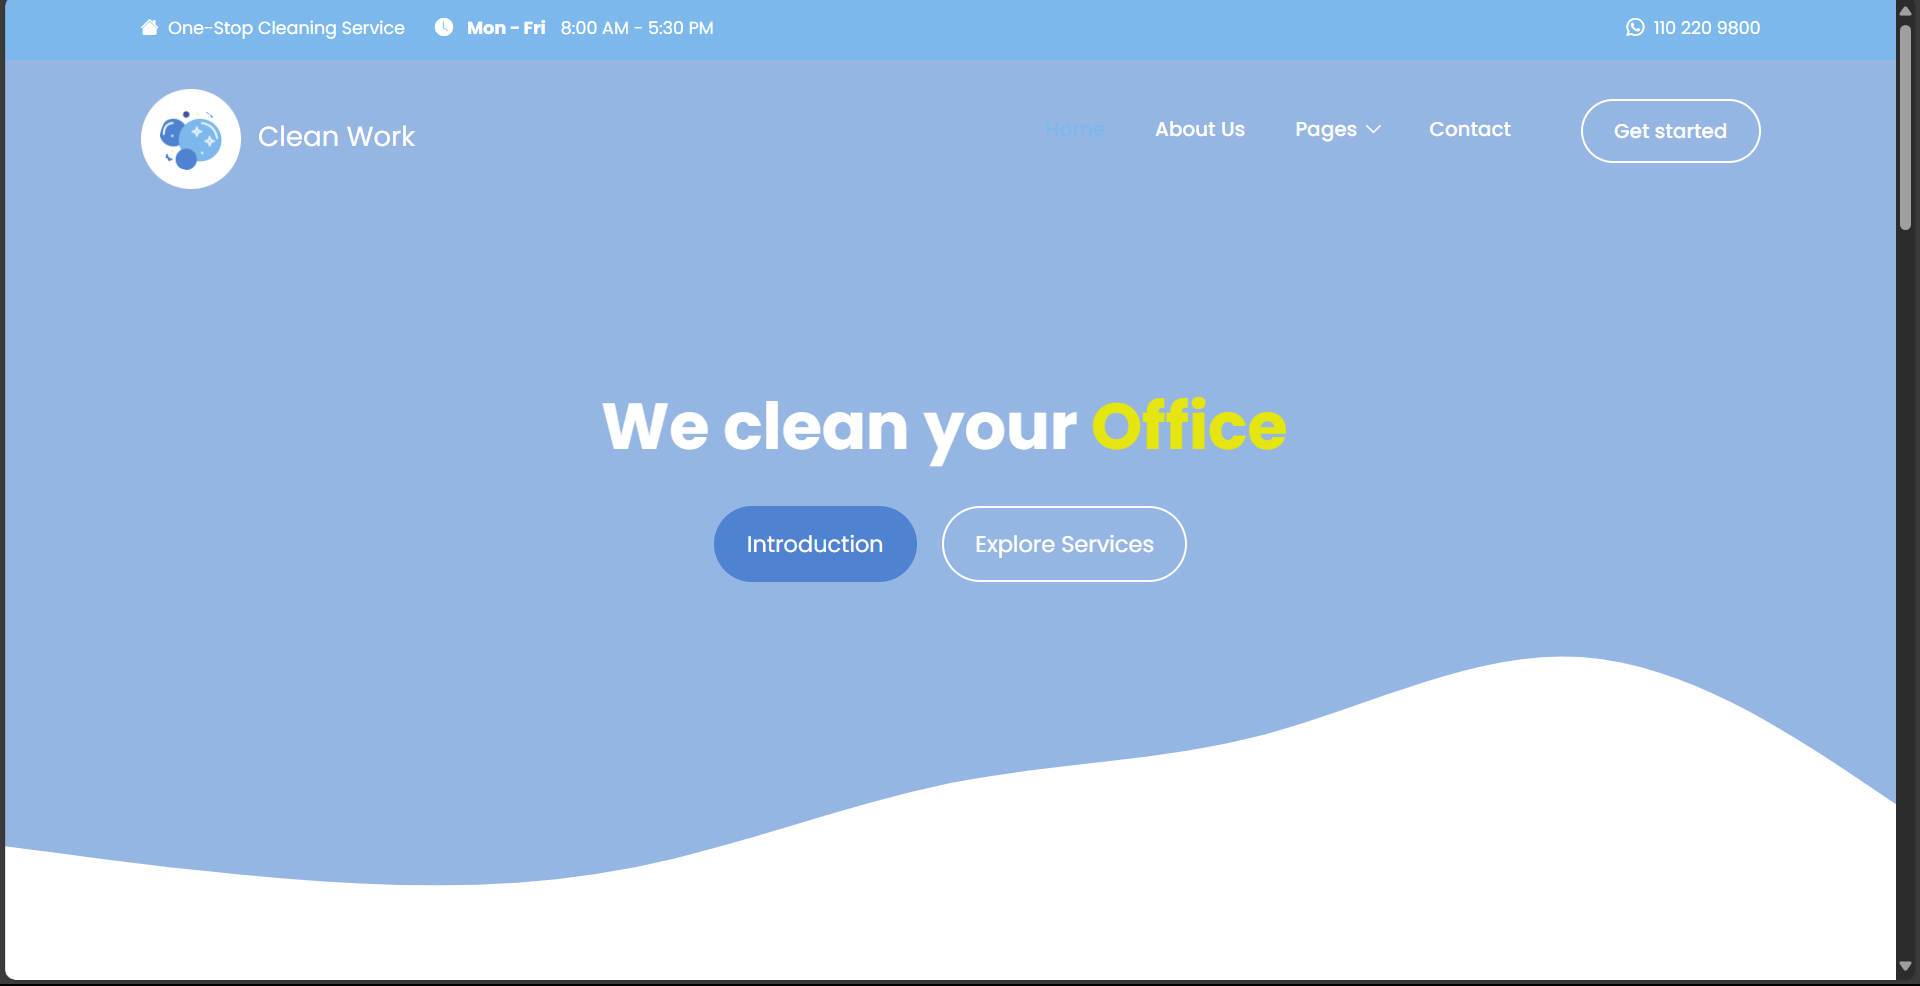 One-Stop Cleaning Service Mon - Fri 8:00 AM - 5:30 PM 110 220 9800
Clean Work Home About Us Pages Contact Get started
We clean your Office
Introduction Explore Services